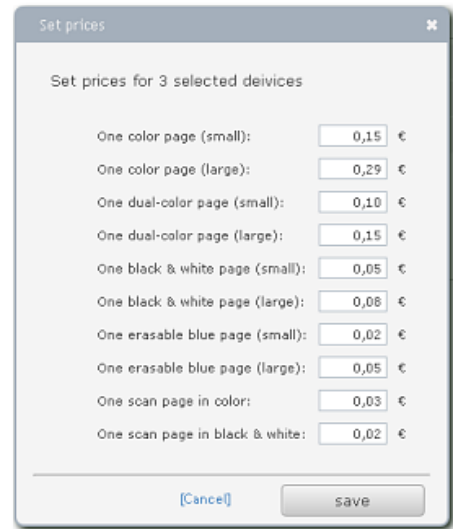 Set prices
Set prices for 3 selected deivices
One color page (small): 0,15 €
One color page (large): 0,29 €
One dual-color page (small): 0,10 €
One dual-color page (large): 0,15 €
One black & white page (small): 0,05 €
One black & white page (large): 0,08 €
One erasable blue page (small): 0,02 €
One erasable blue page (large): 0,05 €
One scan page in color: 0,03 €
One scan page in black & white: 0,02 €
[Cancel] save